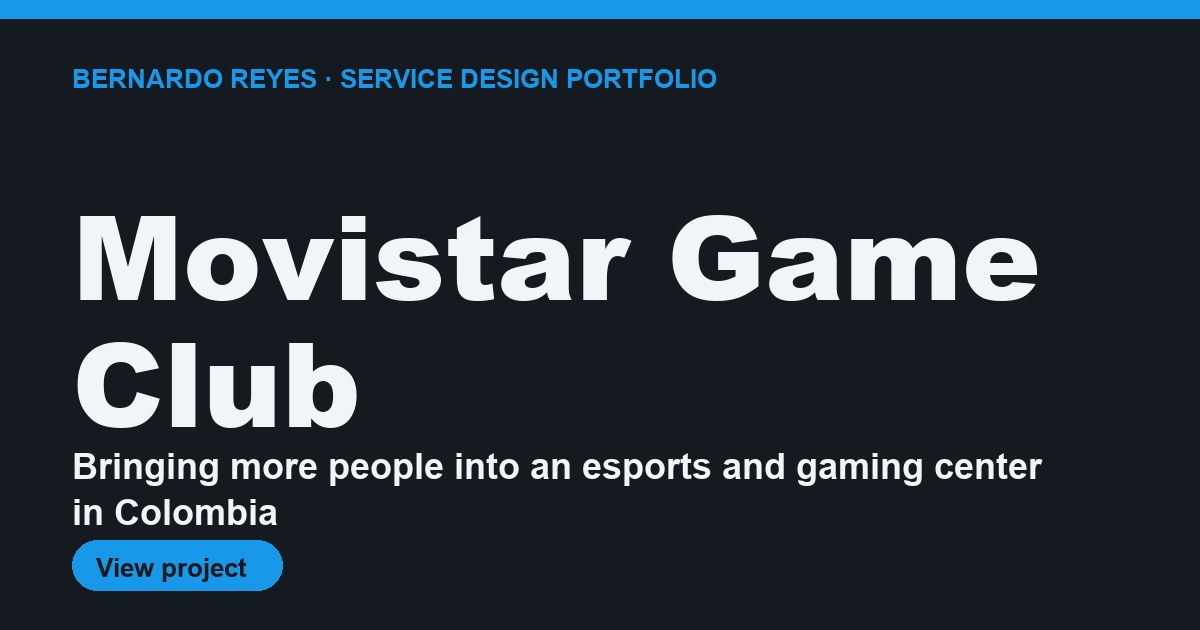 BERNARDO REYES · SERVICE DESIGN PORTFOLIO
Movistar Game
Club
Bringing more people into an esports and gaming center
in Colombia
View project